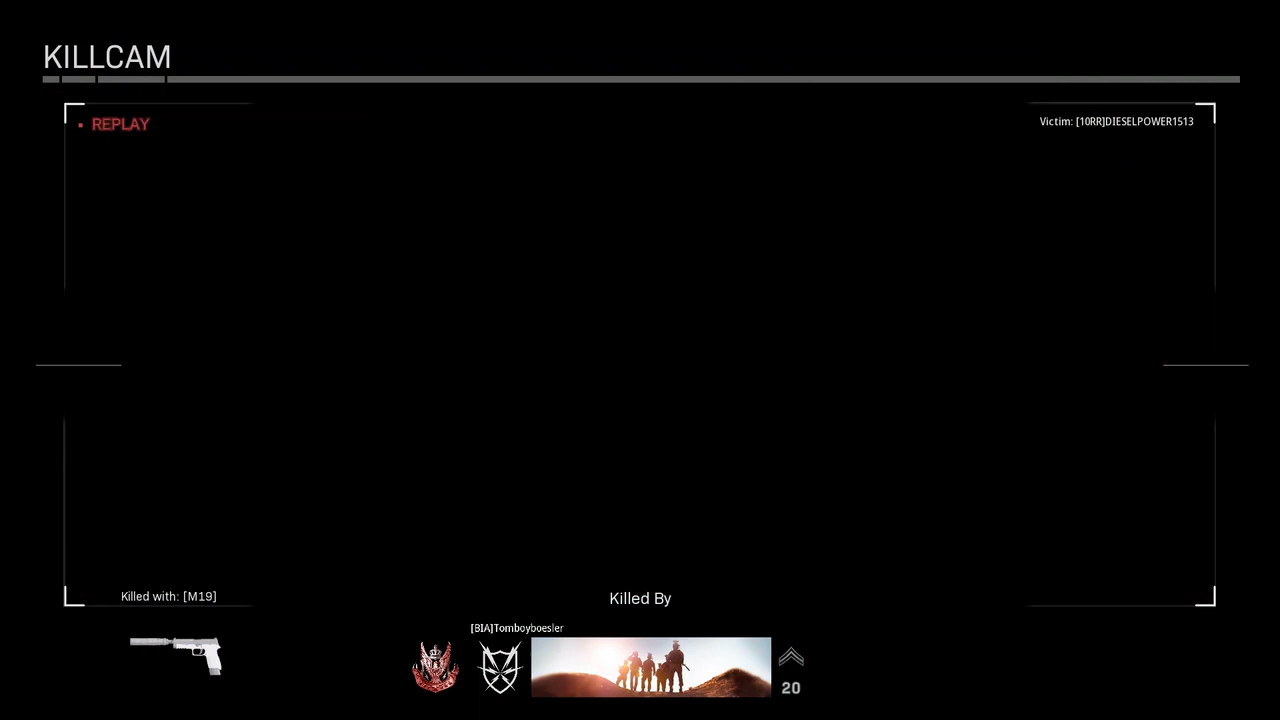 KILLCAM
REPLAY
Victim: [10RR]DIESELPOWER1513
Killed with: [M19]
Killed By
[BIA]Tomboyboesler
20